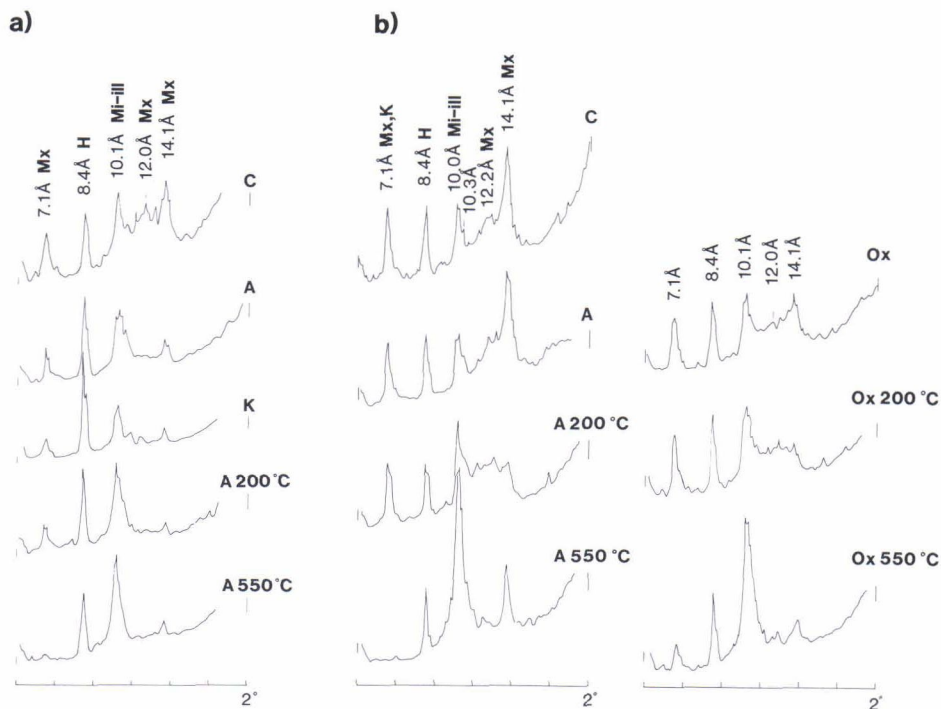 a)
7.1Å Mx
8.4Å H
10.1Å Mi-ill
12.0Å Mx
14.1Å Mx
C
A
K
A 200 °C
A 550 °C
2°
b)
7.1Å Mx,K
8.4Å H
10.0Å Mi-ill
10.3Å
12.2Å Mx
14.1Å Mx
C
A
A 200 °C
A 550 °C
2°
7.1Å
8.4Å
10.1Å
12.0Å
14.1Å
Ox
Ox 200 °C
Ox 550 °C
2°